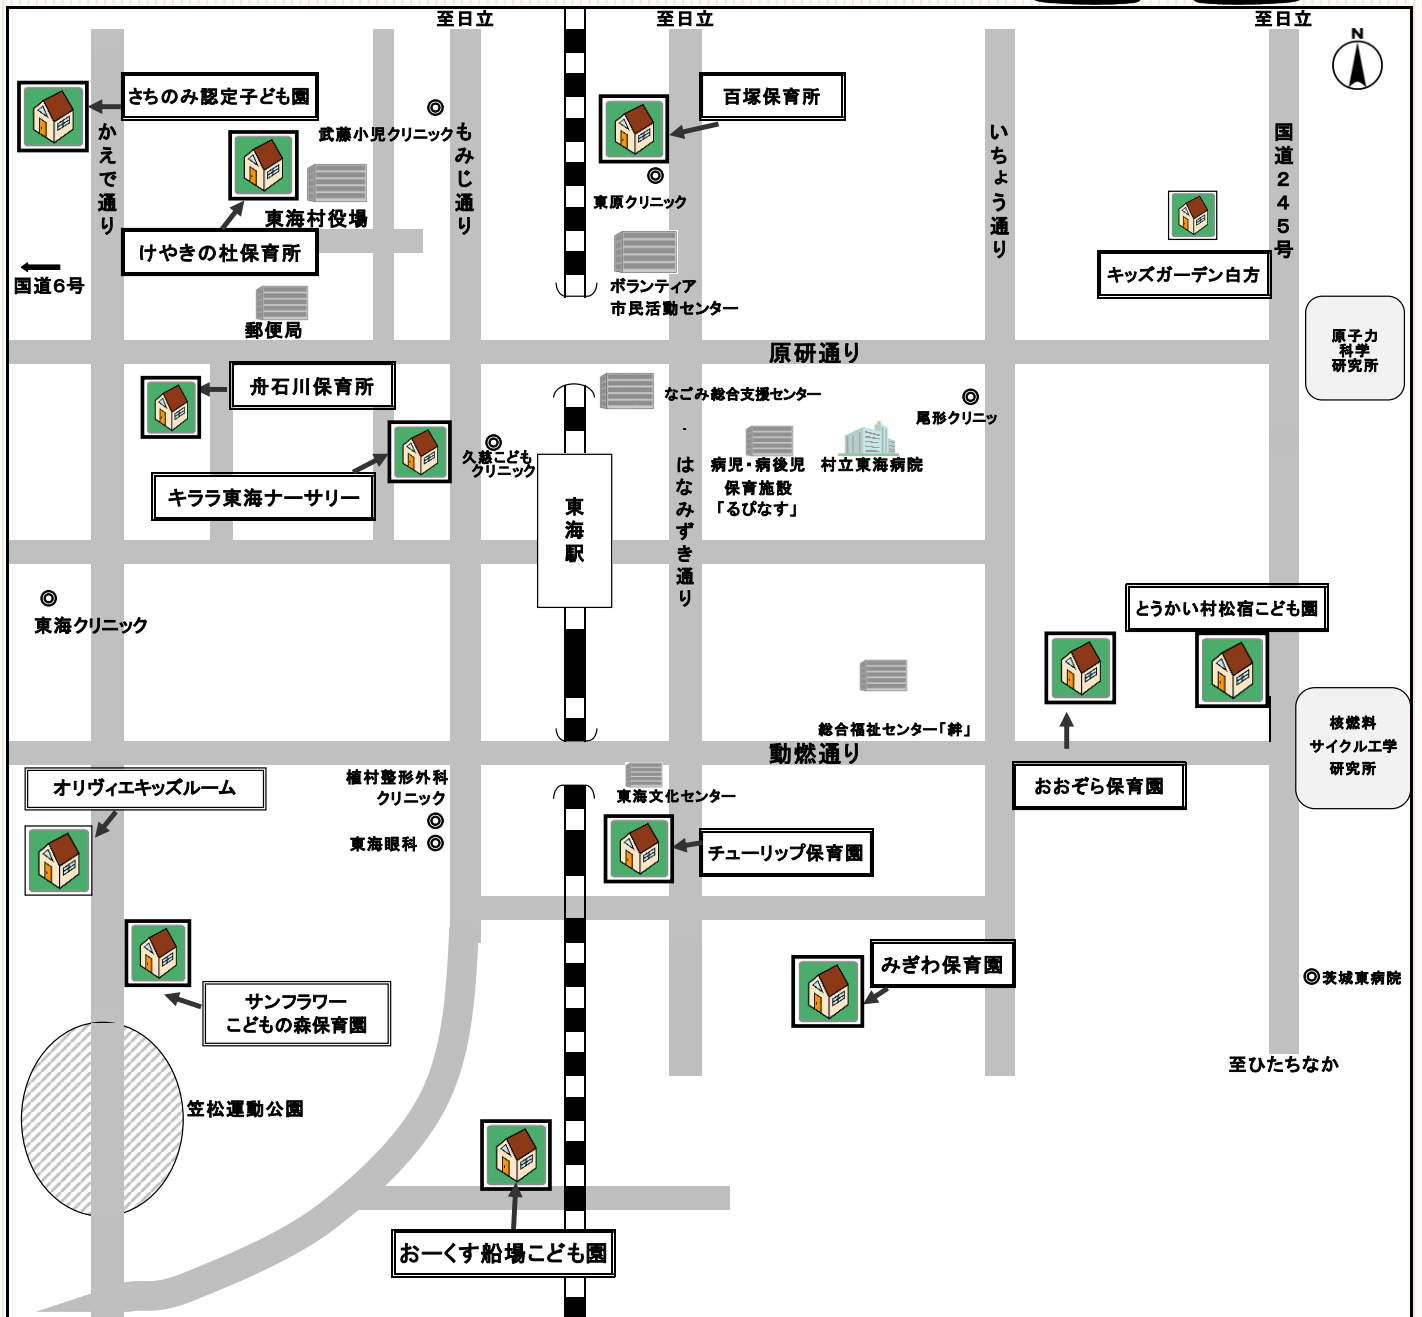 至日立
至日立
至日立
N
さちのみ認定子ども園
百塚保育所
武藤小児クリニック
かえで通り
もみじ通り
いちょう通り
国道245号
東原クリニック
東海村役場
けやきの杜保育所
キッズガーデン白方
国道6号
ボランティア
市民活動センター
郵便局
原研通り
原子力
科学
研究所
舟石川保育所
なごみ総合支援センター
尾形クリニッ
久慈こども
クリニック
はなみずき通り
病児・病後児
保育施設
「るぴなす」
村立東海病院
キララ東海ナーサリー
東海駅
東海クリニック
とうかい村松宿こども園
総合福祉センター「絆」
動燃通り
核燃料
サイクル工学
研究所
オリヴィエキッズルーム
植村整形外科
クリニック
東海眼科
東海文化センター
おおぞら保育園
チューリップ保育園
みぎわ保育園
茨城東病院
サンフラワー
こどもの森保育園
至ひたちなか
笠松運動公園
おーくす船場こども園